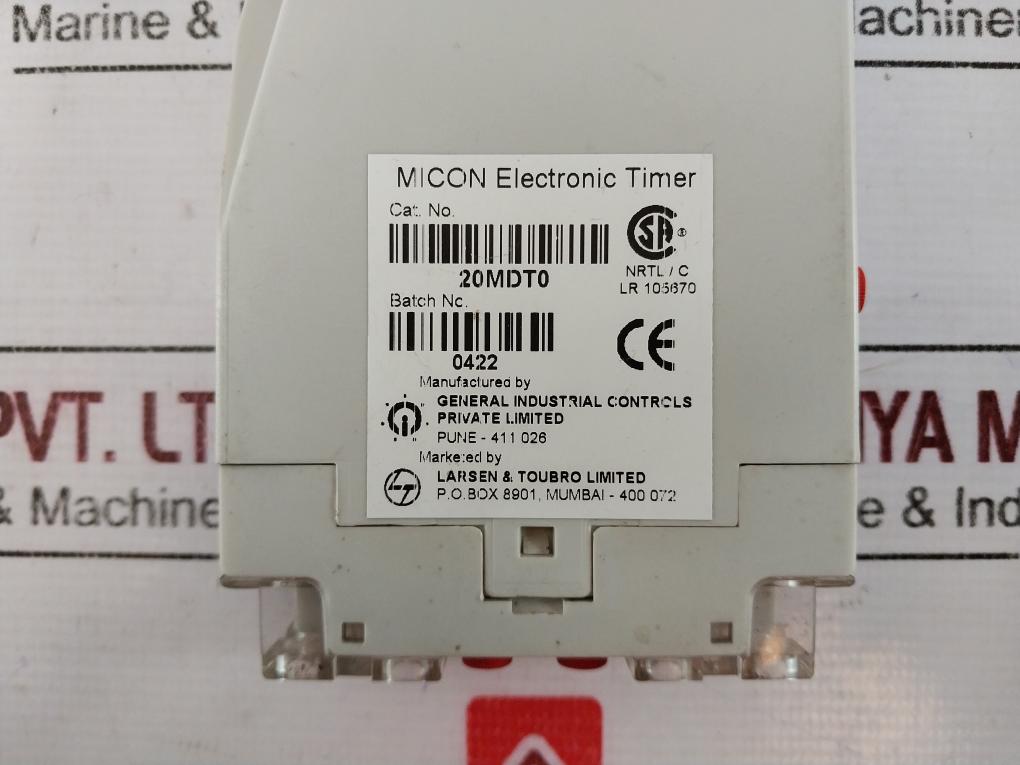 Marine &
achiner
MICON Electronic Timer
Cat. No.
20MDT0
NRTL / C
LR 105670
Batch No.
0422
CE
Manufactured by
GENERAL INDUSTRIAL CONTROLS
PRIVATE LIMITED
PUNE - 411 026
Marketed by
LARSEN & TOUBRO LIMITED
P.O.BOX 8901, MUMBAI - 400 072
PVT. LT
YA M
& Machine
e & Ind